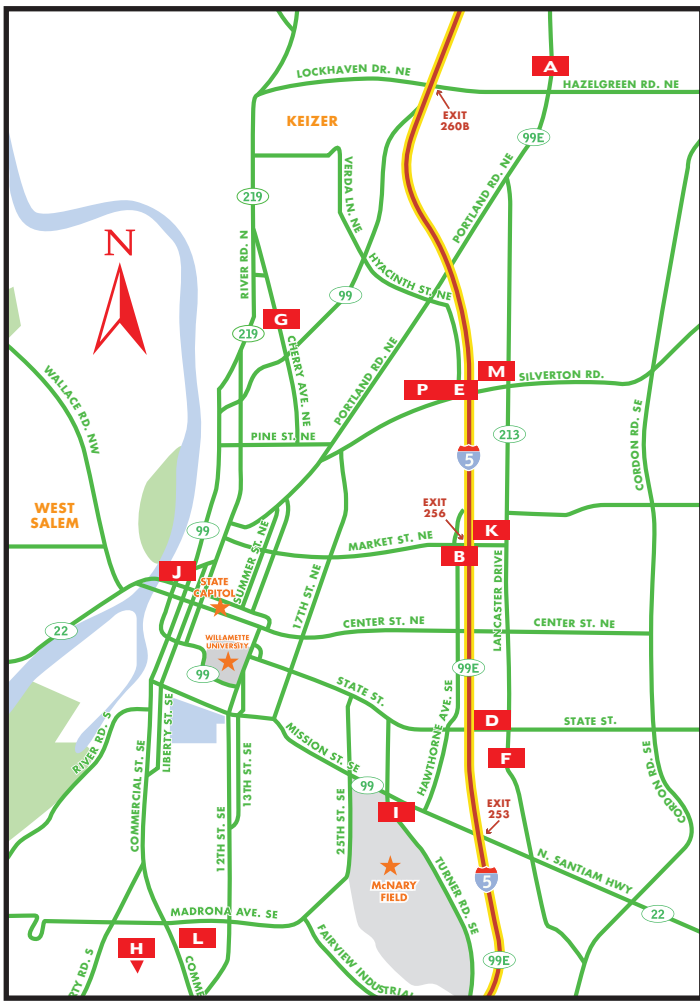 A
LOCKHAVEN DR. NE
HAZELGREEN RD. NE
EXIT
260B
KEIZER
99E
VERDA LN. NE
PORTLAND RD. NE
219
RIVER RD. N
HYACINTH ST. NE
N
99
G
219
CHERRY AVE. NE
PORTLAND RD. NE
WALLACE RD. NW
M
SILVERTON RD.
P E
CORDON RD. SE
PINE ST. NE
213
5
WEST
SALEM
EXIT
256
99
SUMMER ST. NE
MARKET ST. NE
K
B
J
STATE
CAPITOL
17TH ST. NE
LANCASTER DRIVE
22
CENTER ST. NE
CENTER ST. NE
WILLAMETTE
UNIVERSITY
99
99E
STATE ST.
HAWTHORNE AVE. SE
D
STATE ST.
RIVER RD. S
LIBERTY ST. SE
COMMERCIAL ST. SE
13TH ST. SE
MISSION ST. SE
F
CORDON RD. SE
99
12TH ST. SE
25TH ST. SE
I
EXIT
253
N. SANTIAM HWY
McNARY
FIELD
TURNER RD. SE
5
22
MADRONA AVE. SE
H
L
FAIRVIEW INDUSTRIAL
99E
RTY RD. S
COMME